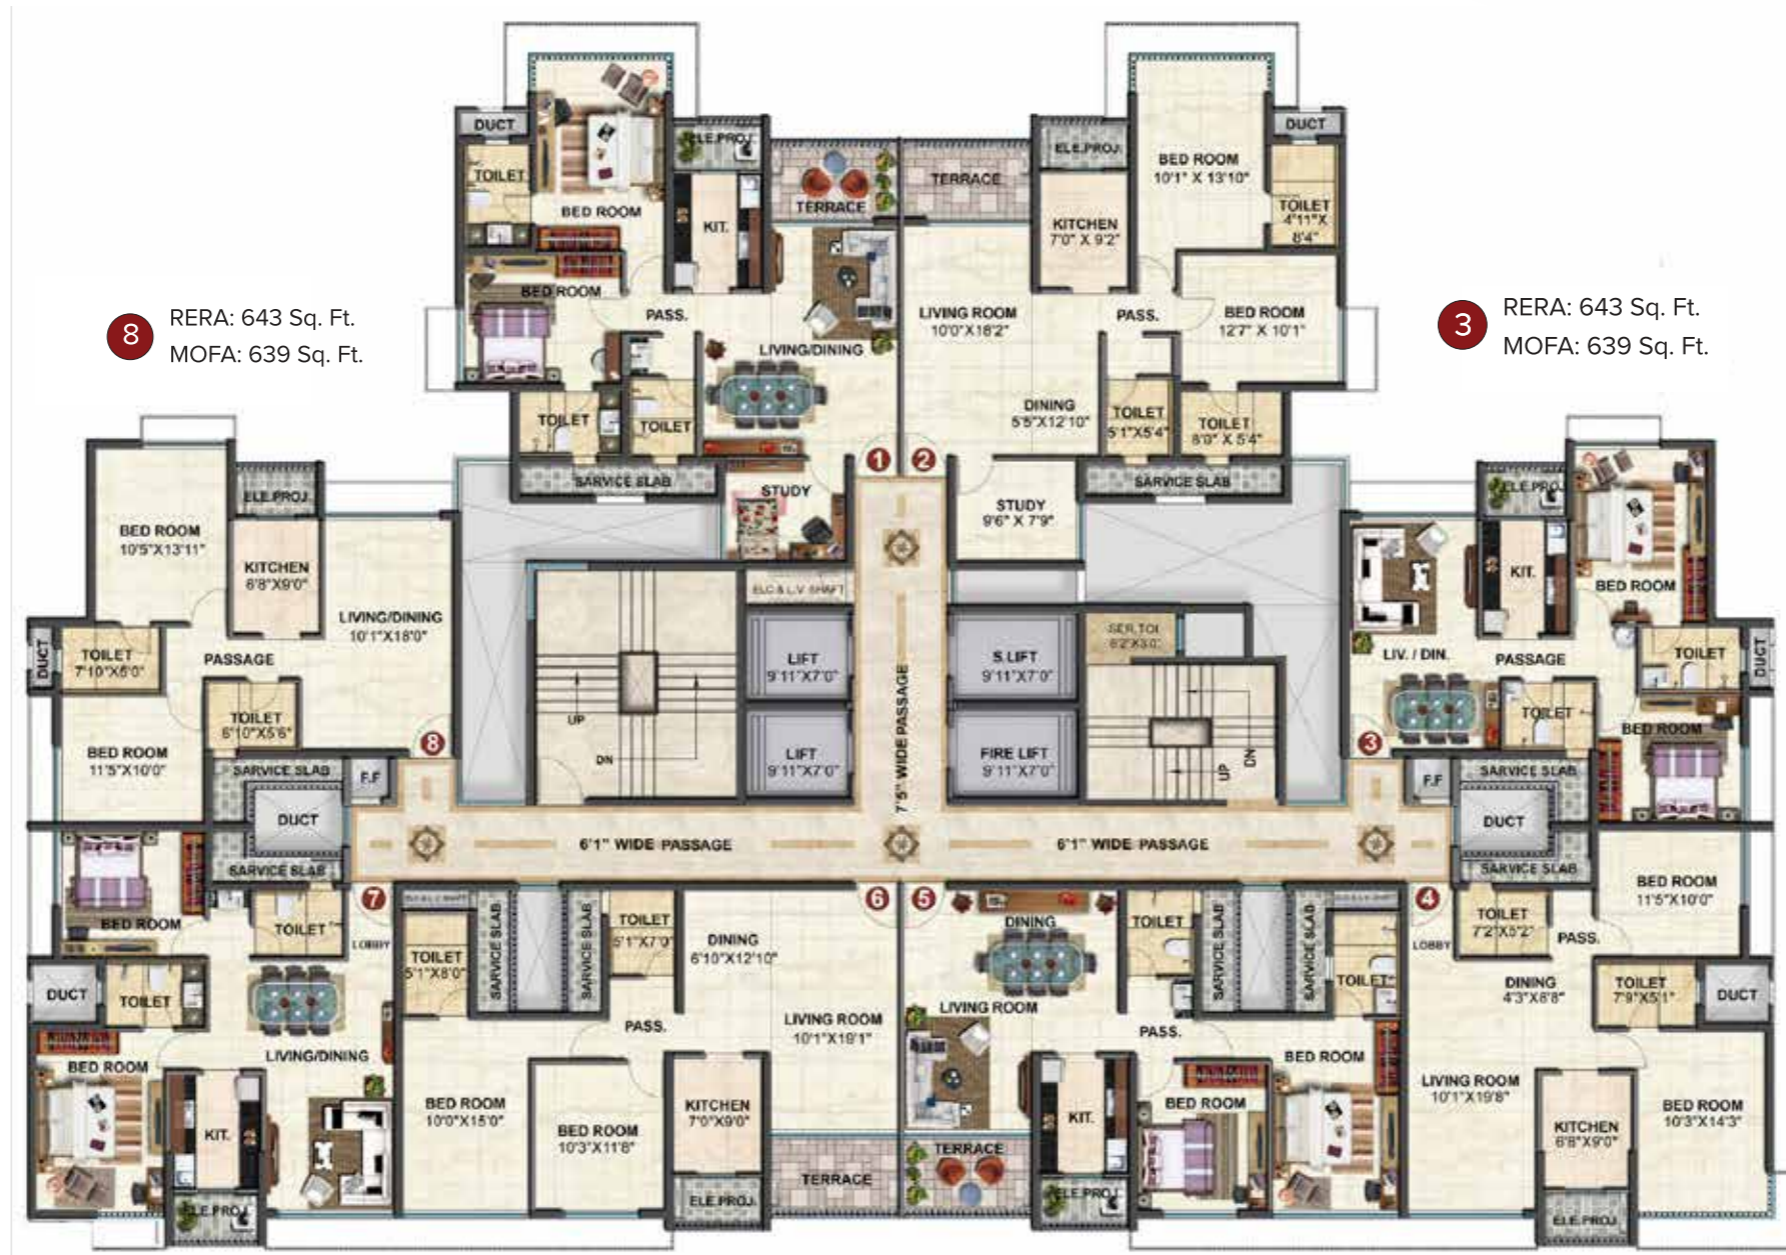 8
RERA: 643 Sq. Ft.
MOFA: 639 Sq. Ft.
3
RERA: 643 Sq. Ft.
MOFA: 639 Sq. Ft.
DUCT
TOILET
BED ROOM
ELE.PROJ.
KIT.
TERRACE
BED ROOM
PASS.
LIVING/DINING
TOILET
TOILET
SARVICE SLAB
STUDY
1
TERRACE
ELE.PROJ.
KITCHEN
7'0" X 9'2"
BED ROOM
10'1" X 13'10"
DUCT
TOILET
4'11"X
8'4"
LIVING ROOM
10'0"X18'2"
PASS.
BED ROOM
12'7" X 10'1"
DINING
5'5"X12'10"
TOILET
5'1"X5'4"
TOILET
8'0" X 5'4"
2
SARVICE SLAB
STUDY
9'6" X 7'9"
BED ROOM
10'5"X13'11"
ELE.PROJ.
KITCHEN
6'8"X9'0"
LIVING/DINING
10'1"X18'0"
DUCT
TOILET
7'10"X5'0"
PASSAGE
TOILET
6'10"X5'6"
BED ROOM
11'5"X10'0"
8
SARVICE SLAB
F.F
DUCT
SARVICE SLAB
ELC & L.V. SHAFT
LIFT
9'11"X7'0"
S.LIFT
9'11"X7'0"
LIFT
9'11"X7'0"
FIRE LIFT
9'11"X7'0"
UP
DN
SER.TOI
UP
DN
7'5" WIDE PASSAGE
6'1" WIDE PASSAGE
6'1" WIDE PASSAGE
ELE.PROJ.
KIT.
BED ROOM
LIV. / DIN.
PASSAGE
TOILET
DUCT
TOILET
BED ROOM
3
F.F
SARVICE SLAB
DUCT
SARVICE SLAB
BED ROOM
TOILET
7
LOBBY
DUCT
TOILET
BED ROOM
LIVING/DINING
KIT.
ELE.PROJ.
TOILET
5'1"X8'0"
SARVICE SLAB
SARVICE SLAB
TOILET
5'1"X7'0"
DINING
6'10"X12'10"
6
PASS.
LIVING ROOM
10'1"X19'1"
BED ROOM
10'0"X15'0"
BED ROOM
10'3"X11'8"
KITCHEN
7'0"X9'0"
TERRACE
ELE.PROJ.
5
DINING
TOILET
SARVICE SLAB
SARVICE SLAB
TOILET
LIVING ROOM
PASS.
BED ROOM
KIT.
BED ROOM
TERRACE
ELE.PROJ.
4
LOBBY
TOILET
7'2"X5'2"
PASS.
BED ROOM
11'5"X10'0"
DINING
4'3"X8'8"
TOILET
7'9"X5'1"
DUCT
LIVING ROOM
10'1"X19'8"
KITCHEN
6'8"X9'0"
BED ROOM
10'3"X14'3"
ELE.PROJ.